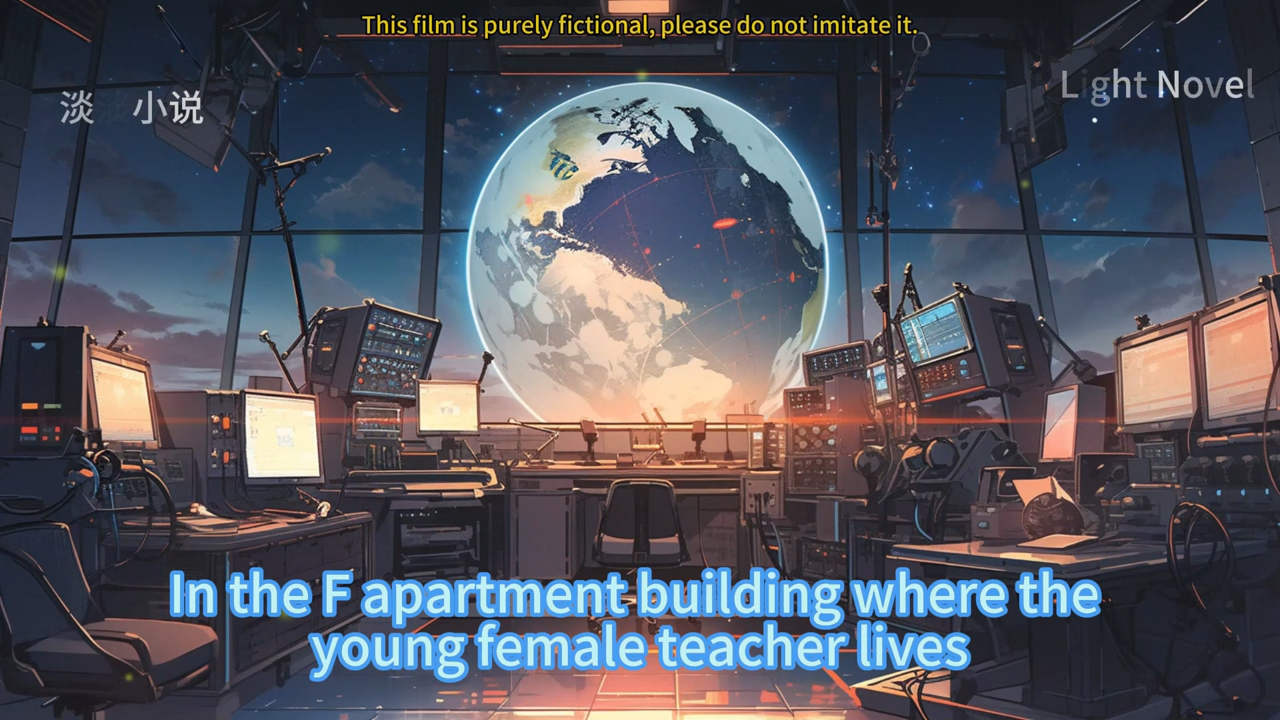 This film is purely fictional, please do not imitate it.
淡 小说
Light Novel
In the F apartment building where the
young female teacher lives